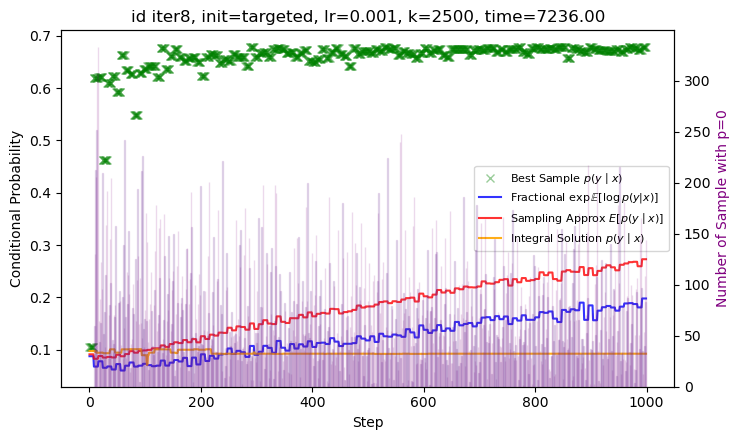 id iter8, init=targeted, lr=0.001, k=2500, time=7236.00
0.7
0.6
0.5
0.4
0.3
0.2
0.1
Conditional Probability
0
200
400
600
800
1000
Step
300
250
200
150
100
50
0
Number of Sample with p=0
Best Sample p(y | x)
Fractional exp 𝔼[log p(y|x)]
Sampling Approx E[p(y | x)]
Integral Solution p(y | x)